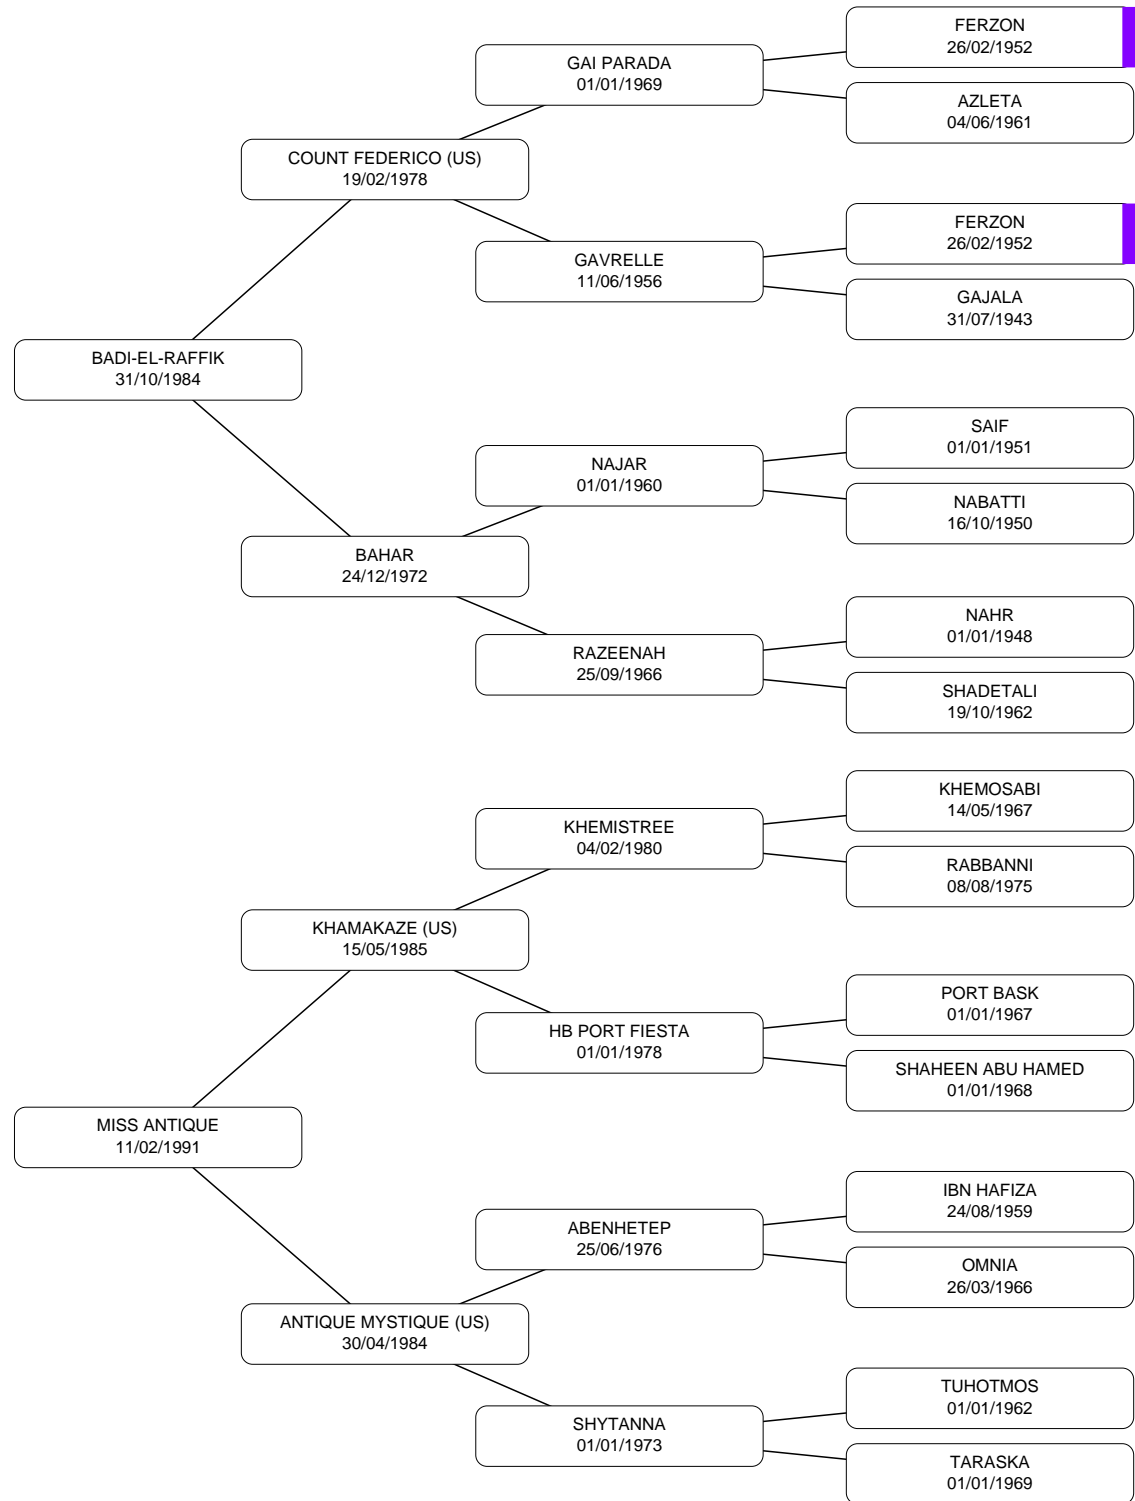 FERZON
26/02/1952
GAI PARADA
01/01/1969
AZLETA
04/06/1961
COUNT FEDERICO (US)
19/02/1978
FERZON
26/02/1952
GAVRELLE
11/06/1956
GAJALA
31/07/1943
BADI-EL-RAFFIK
31/10/1984
SAIF
01/01/1951
NAJAR
01/01/1960
NABATTI
16/10/1950
BAHAR
24/12/1972
NAHR
01/01/1948
RAZEENAH
25/09/1966
SHADETALI
19/10/1962
KHEMOSABI
14/05/1967
KHEMISTREE
04/02/1980
RABBANNI
08/08/1975
KHAMAKAZE (US)
15/05/1985
PORT BASK
01/01/1967
HB PORT FIESTA
01/01/1978
SHAHEEN ABU HAMED
01/01/1968
MISS ANTIQUE
11/02/1991
IBN HAFIZA
24/08/1959
ABENHETEP
25/06/1976
OMNIA
26/03/1966
ANTIQUE MYSTIQUE (US)
30/04/1984
TUHOTMOS
01/01/1962
SHYTANNA
01/01/1973
TARASKA
01/01/1969